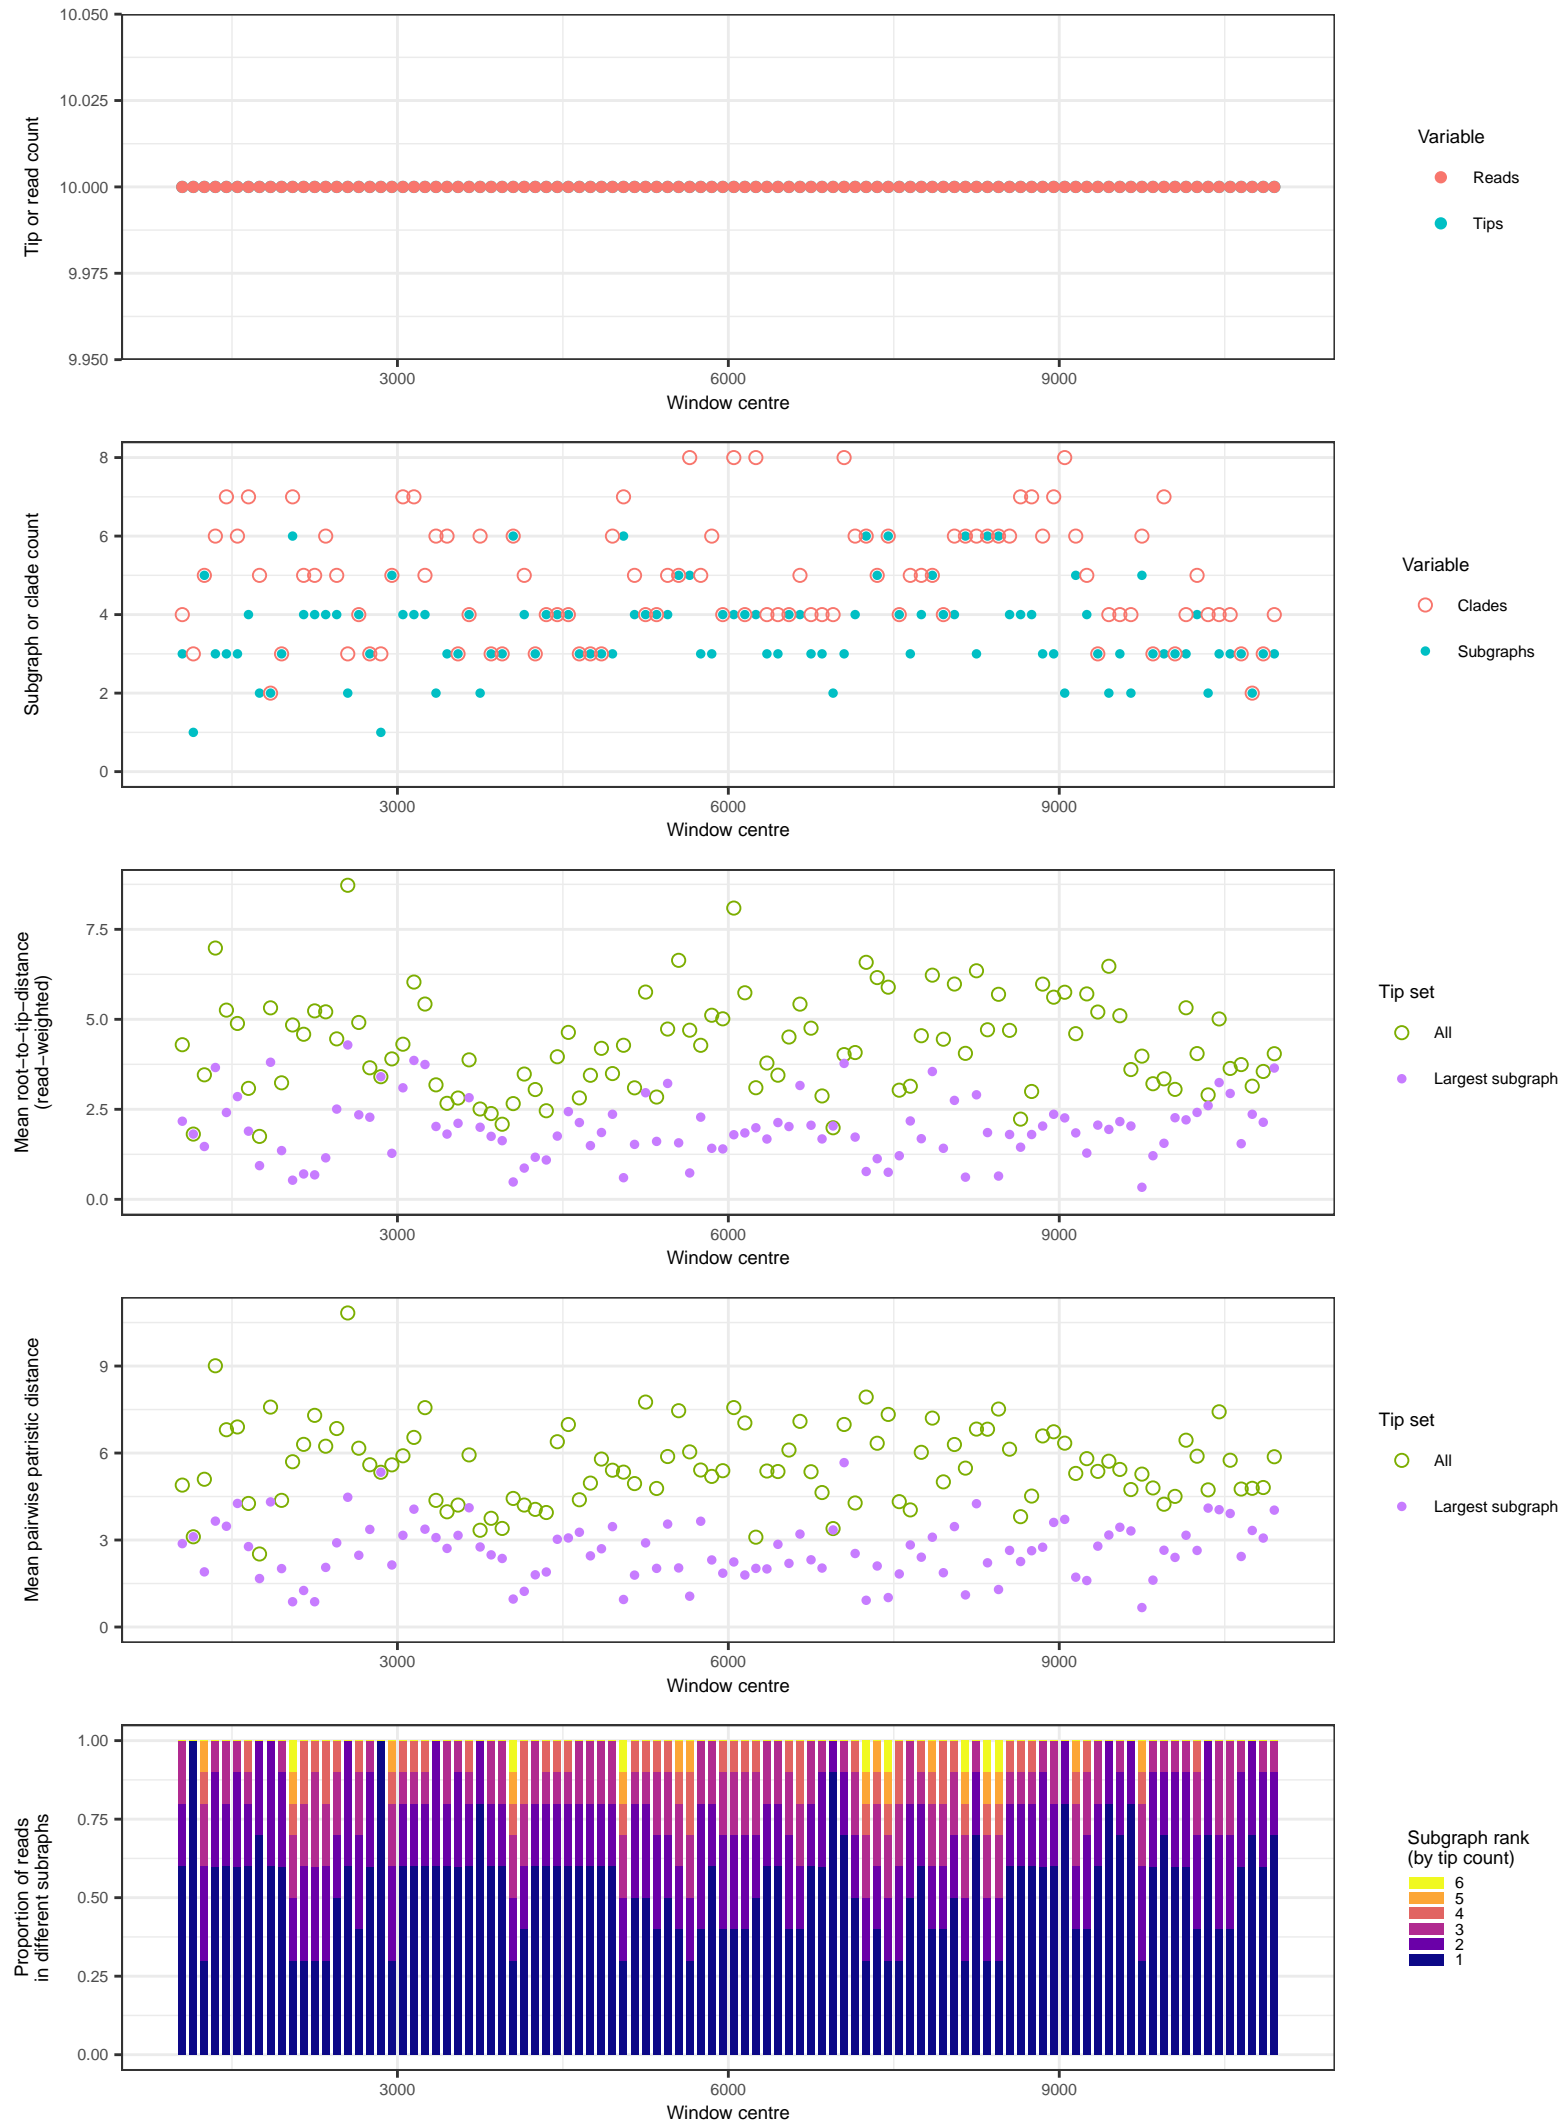 10.050
10.025
10.000
9.975
9.950
Tip or read count
3000 6000 9000
Window centre
Variable
Reads
Tips
8
6
4
2
0
Subgraph or clade count
3000 6000 9000
Window centre
Variable
Clades
Subgraphs
7.5
5.0
2.5
0.0
Mean root−to−tip−distance
(read−weighted)
3000 6000 9000
Window centre
Tip set
All
Largest subgraph
9
6
3
0
Mean pairwise patristic distance
3000 6000 9000
Window centre
Tip set
All
Largest subgraph
1.00
0.75
0.50
0.25
0.00
Proportion of reads
in different subraphs
3000 6000 9000
Window centre
Subgraph rank
(by tip count)
6
5
4
3
2
1